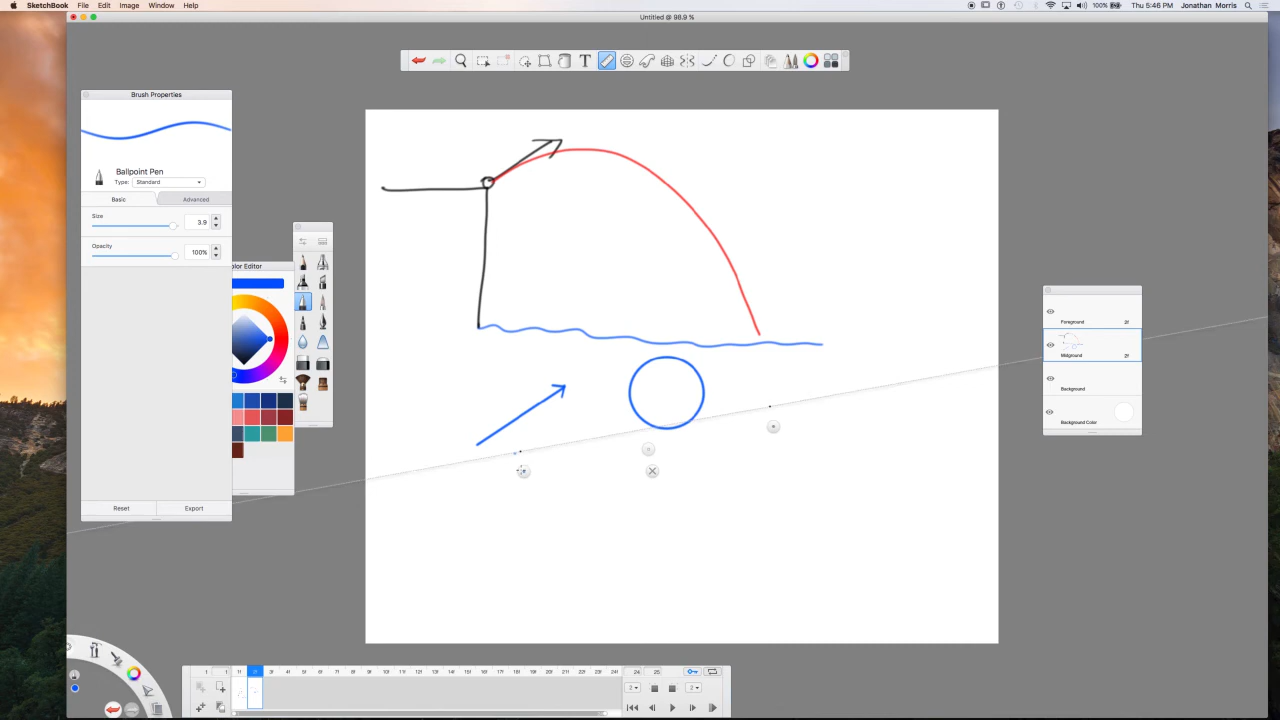 SketchBook File Edit Image Window Help
100% Thu 5:46 PM Jonathan Morris
Untitled @ 98.9 %
Brush Properties
Ballpoint Pen
Type: Standard
Basic Advanced
Size
3.9
Opacity
100%
Reset Export
olor Editor
Foreground
Midground
Background
Background Color